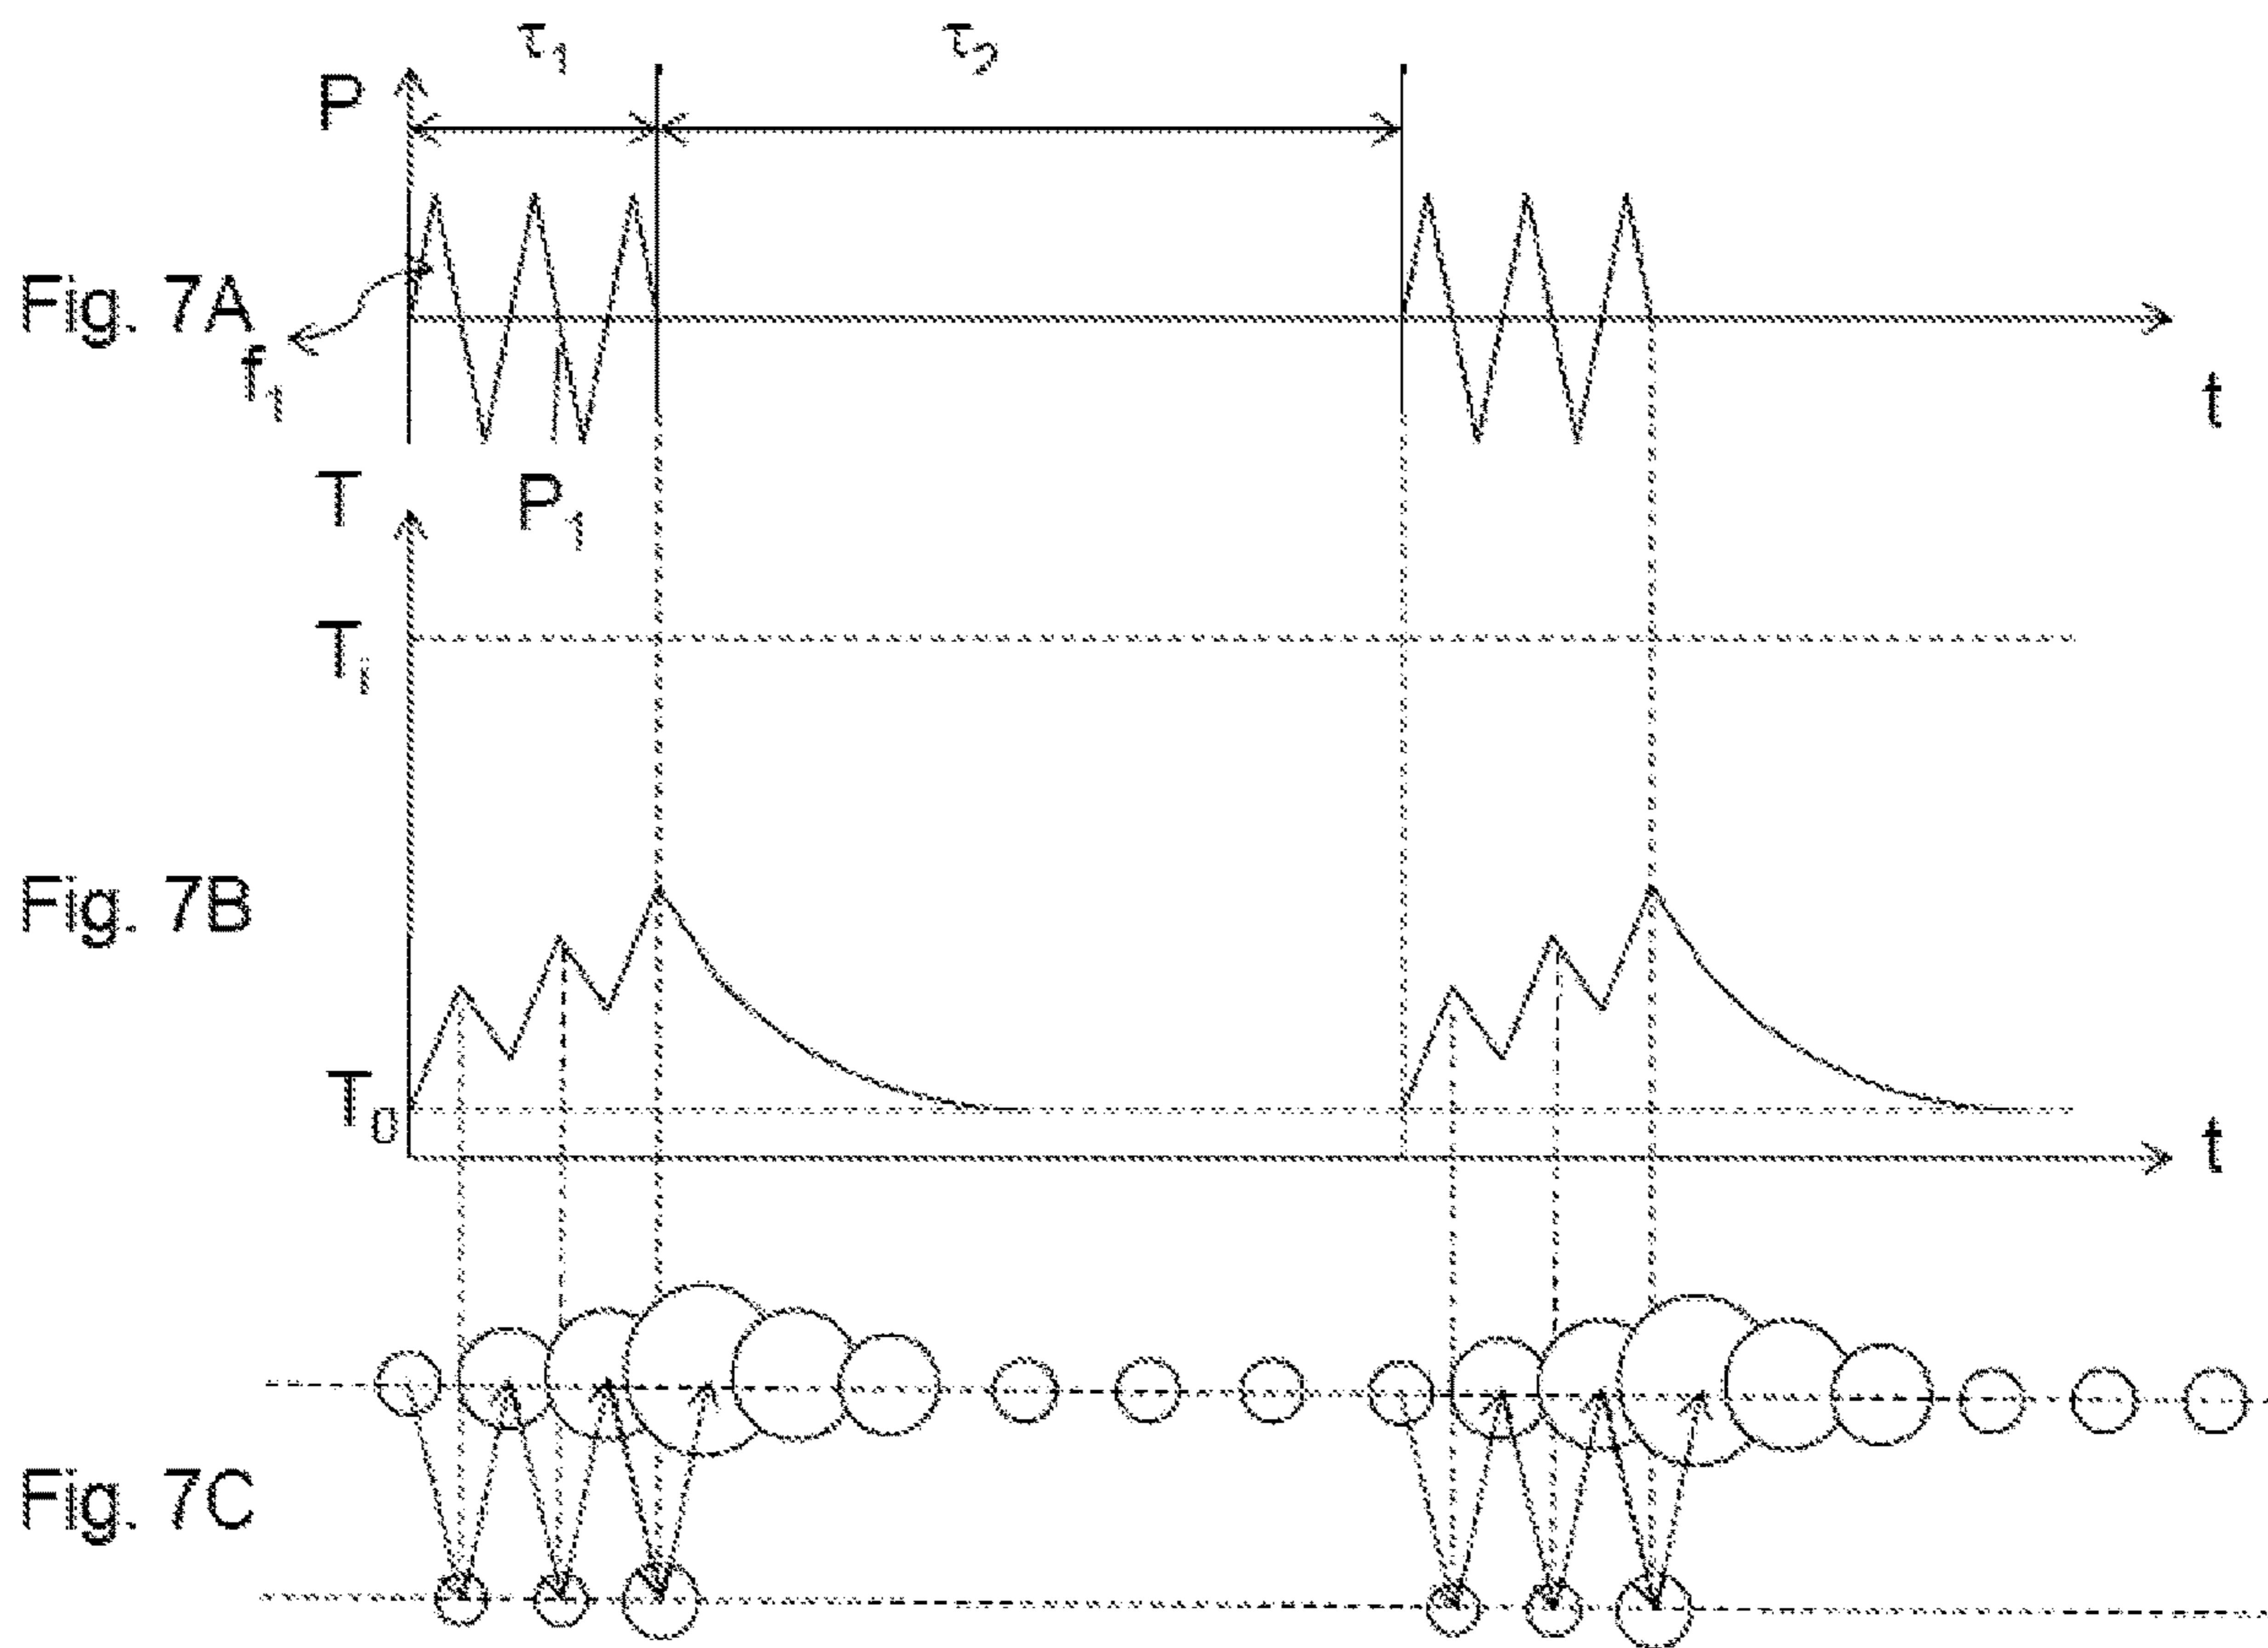 τ₁ τ₂
P
Fig. 7A
f₁
t
T
P₁
Tᵢ
Fig. 7B
T₀
t
Fig. 7C